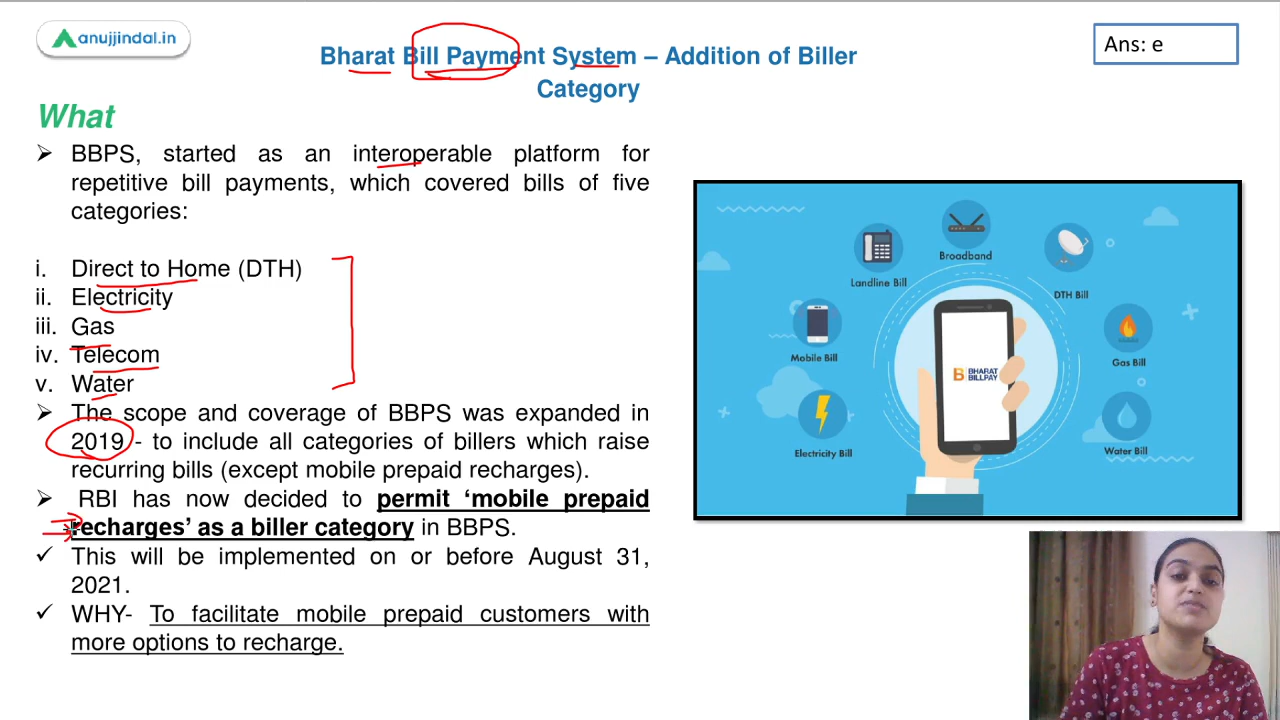 anujjindal.in
Bharat Bill Payment System – Addition of Biller
Category
Ans: e
What
➢ BBPS, started as an interoperable platform for
repetitive bill payments, which covered bills of five
categories:
i. Direct to Home (DTH)
ii. Electricity
iii. Gas
iv. Telecom
v. Water
➢ The scope and coverage of BBPS was expanded in
2019 - to include all categories of billers which raise
recurring bills (except mobile prepaid recharges).
➢ RBI has now decided to permit ‘mobile prepaid
recharges’ as a biller category in BBPS.
✓ This will be implemented on or before August 31,
2021.
✓ WHY- To facilitate mobile prepaid customers with
more options to recharge.
Broadband
Landline Bill
DTH Bill
Mobile Bill
Gas Bill
BHARAT
BILLPAY
Electricity Bill
Water Bill